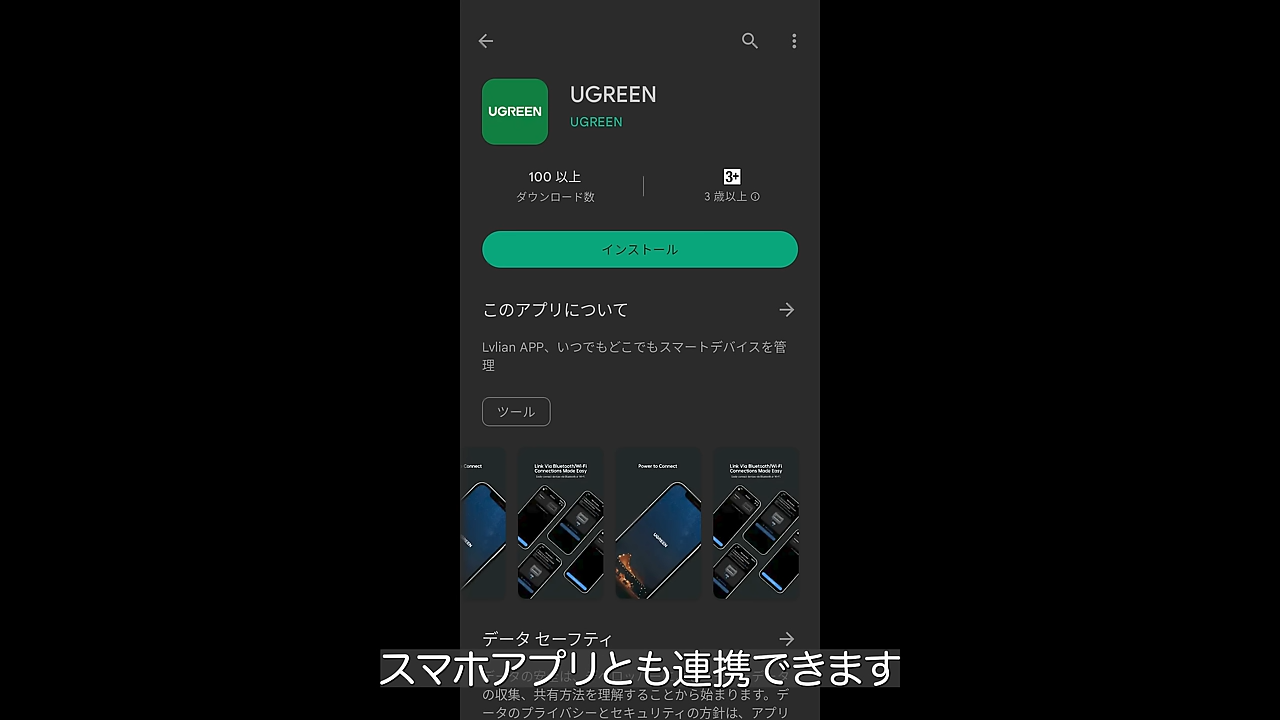 UGREEN
UGREEN
UGREEN
100 以上
ダウンロード数
3+
3 歳以上
インストール
このアプリについて
Lvlian APP、いつでもどこでもスマートデバイスを管
理
ツール
Connect
Link Via Bluetooth/Wi-Fi
Connections Made Easy
Power to Connect
UGREEN
Link Via Bluetooth/Wi-Fi
Connections Made Easy
データ セーフティ
スマホアプリとも連携できます
の収集、共有方法を理解することから始まります。デ
ータのプライバシーとセキュリティの方針は、アプリ